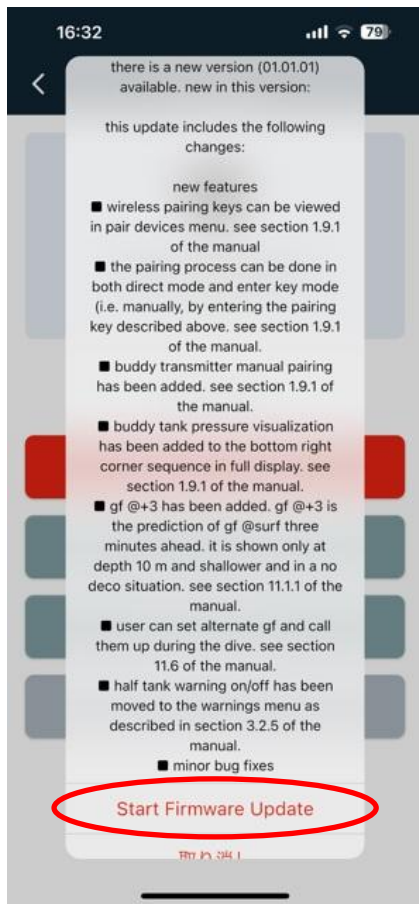 16:32
79
there is a new version (01.01.01)
available. new in this version:
this update includes the following
changes:
new features
■ wireless pairing keys can be viewed
in pair devices menu. see section 1.9.1
of the manual
■ the pairing process can be done in
both direct mode and enter key mode
(i.e. manually, by entering the pairing
key described above. see section 1.9.1
of the manual.
■ buddy transmitter manual pairing
has been added. see section 1.9.1 of
the manual.
■ buddy tank pressure visualization
has been added to the bottom right
corner sequence in full display. see
section 1.9.1 of the manual.
■ gf @+3 has been added. gf @+3 is
the prediction of gf @surf three
minutes ahead. it is shown only at
depth 10 m and shallower and in a no
deco situation. see section 11.1.1 of the
manual.
■ user can set alternate gf and call
them up during the dive. see section
11.6 of the manual.
■ half tank warning on/off has been
moved to the warnings menu as
described in section 3.2.5 of the
manual.
■ minor bug fixes
Start Firmware Update
取り消し